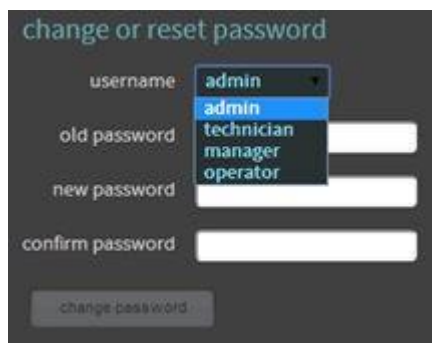 change or reset password
username admin
admin
technician
old password
manager
operator
new password
confirm password
change password